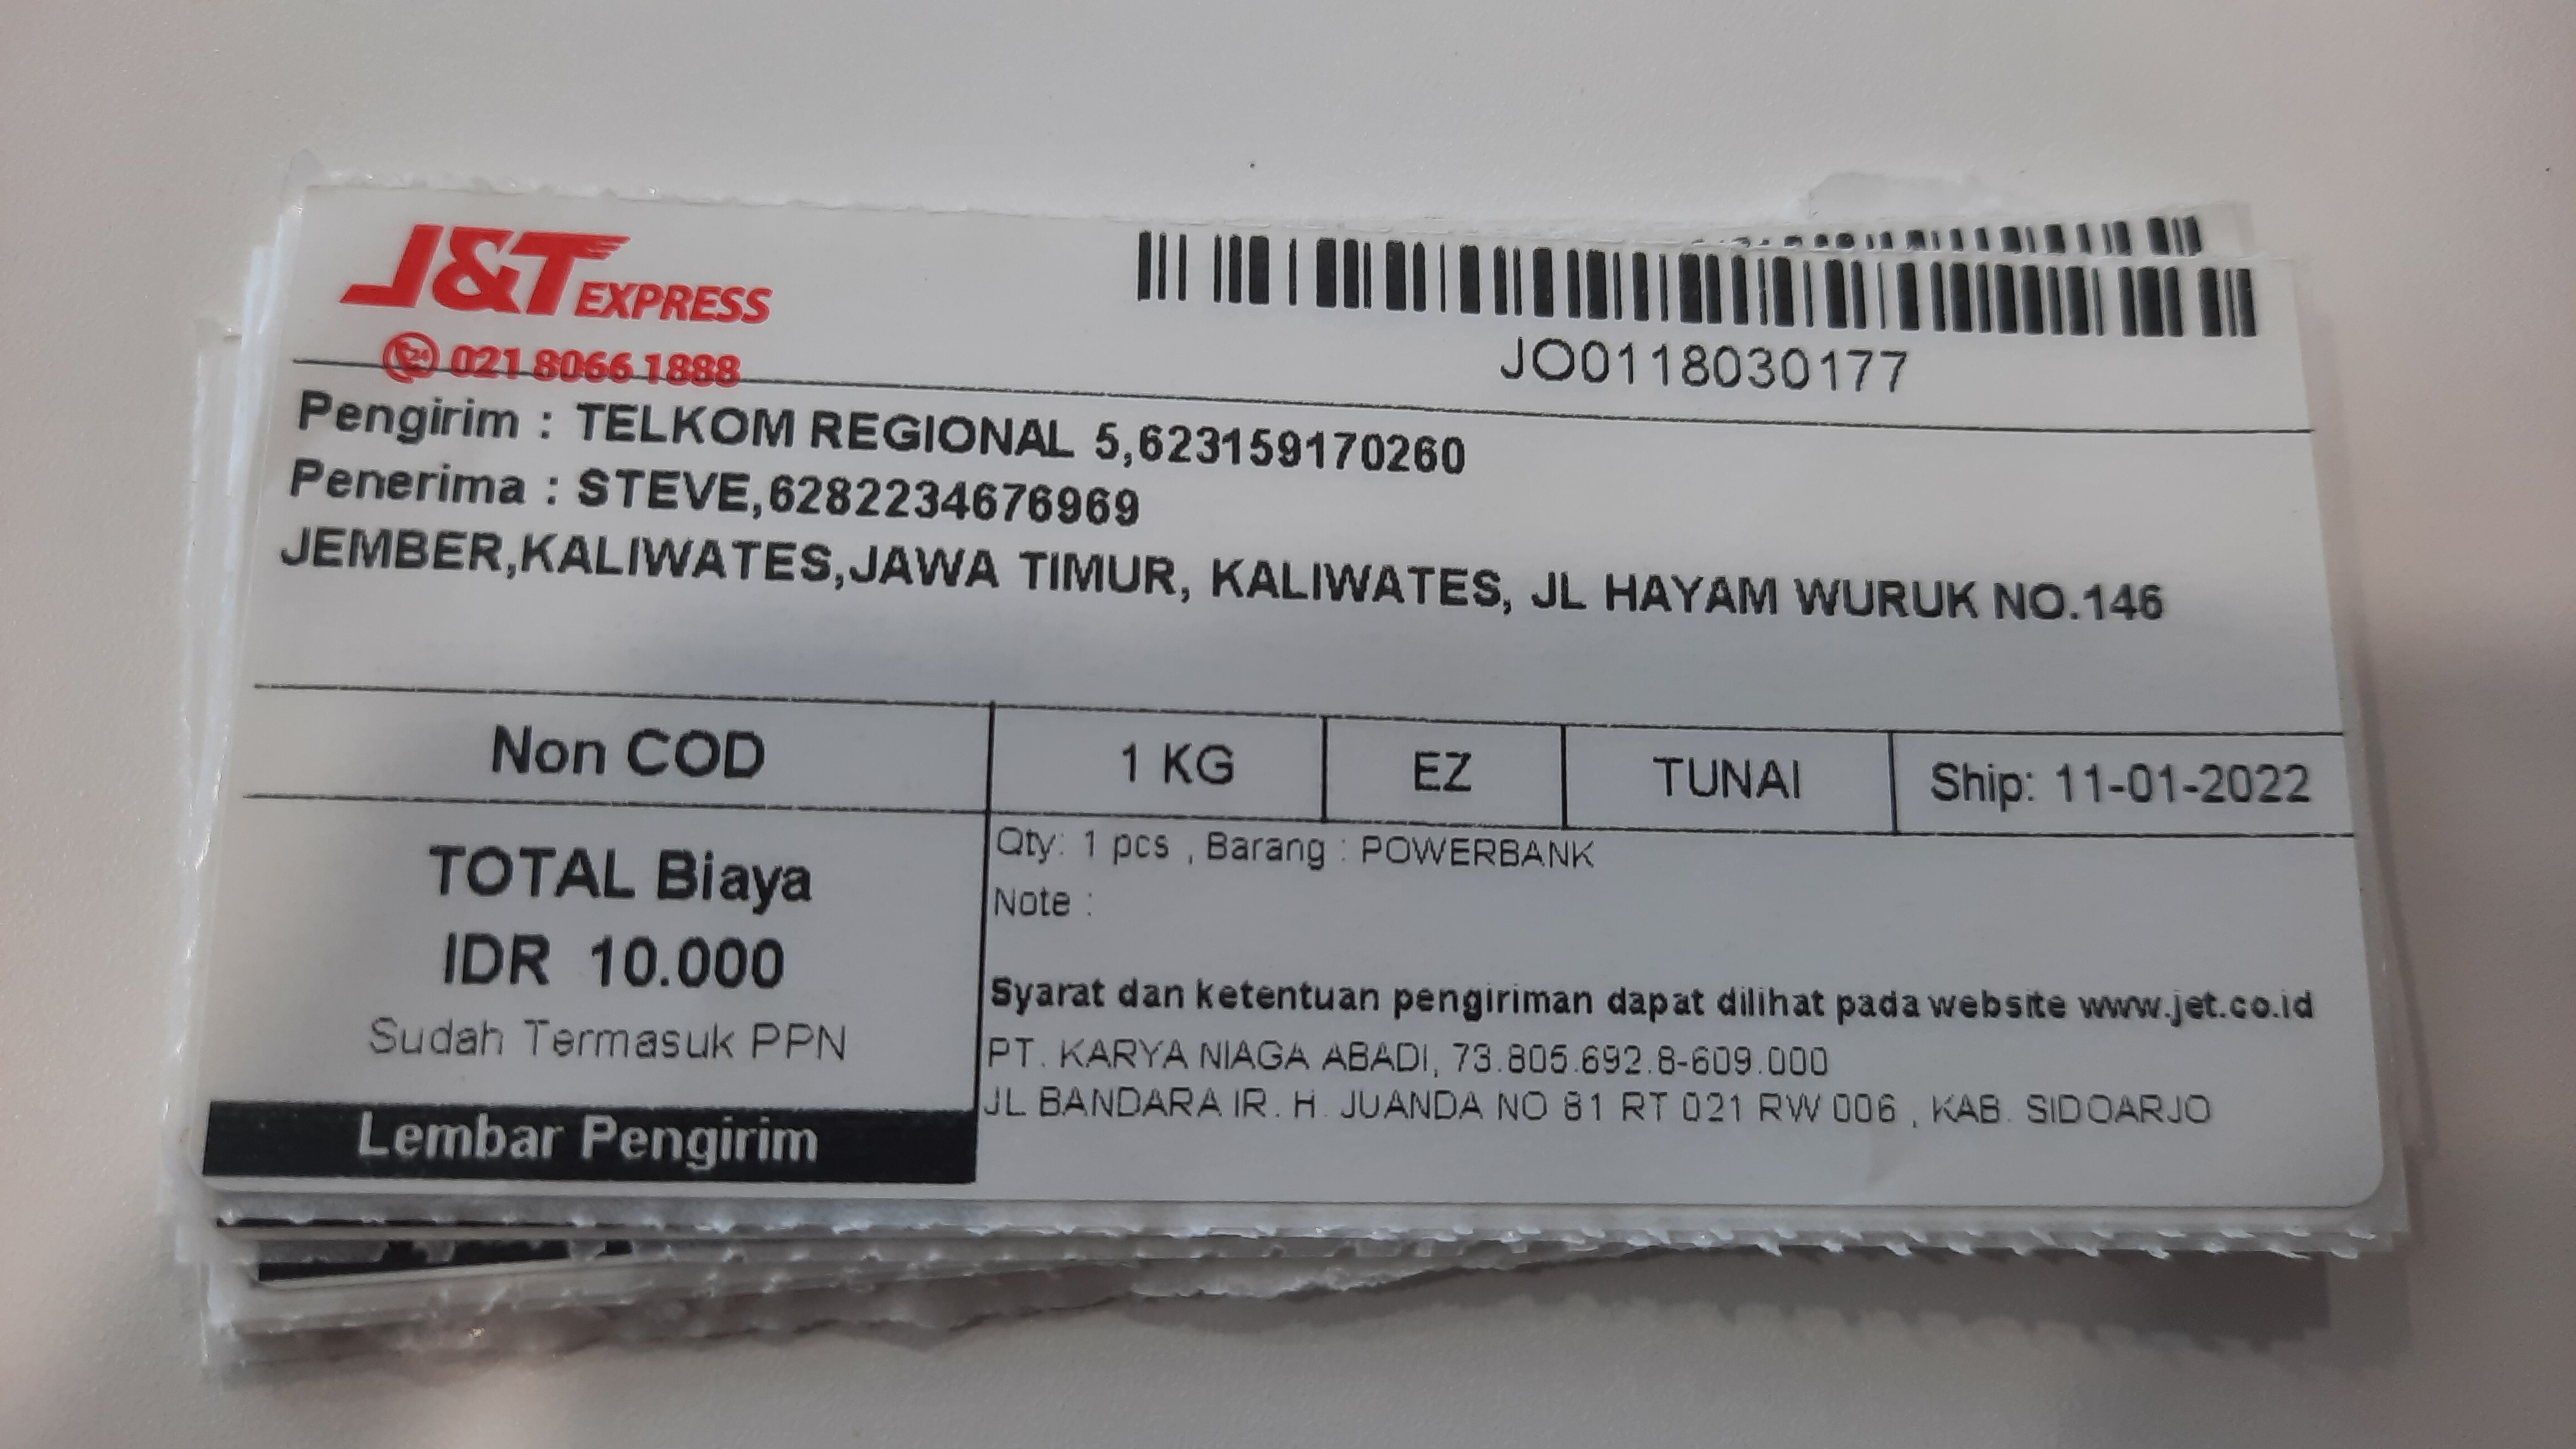 J&T EXPRESS
021 8066 1888
JO0118030177
Pengirim : TELKOM REGIONAL 5,623159170260
Penerima : STEVE,6282234676969
JEMBER,KALIWATES,JAWA TIMUR, KALIWATES, JL HAYAM WURUK NO.146
Non COD
1 KG
EZ
TUNAI
Ship: 11-01-2022
TOTAL Biaya
IDR 10.000
Sudah Termasuk PPN
Lembar Pengirim
Qty: 1 pcs , Barang : POWERBANK
Note :
Syarat dan ketentuan pengiriman dapat dilihat pada website www.jet.co.id
PT. KARYA NIAGA ABADI, 73.805.692.8-609.000
JL BANDARA IR. H. JUANDA NO 81 RT 021 RW 006 , KAB. SIDOARJO